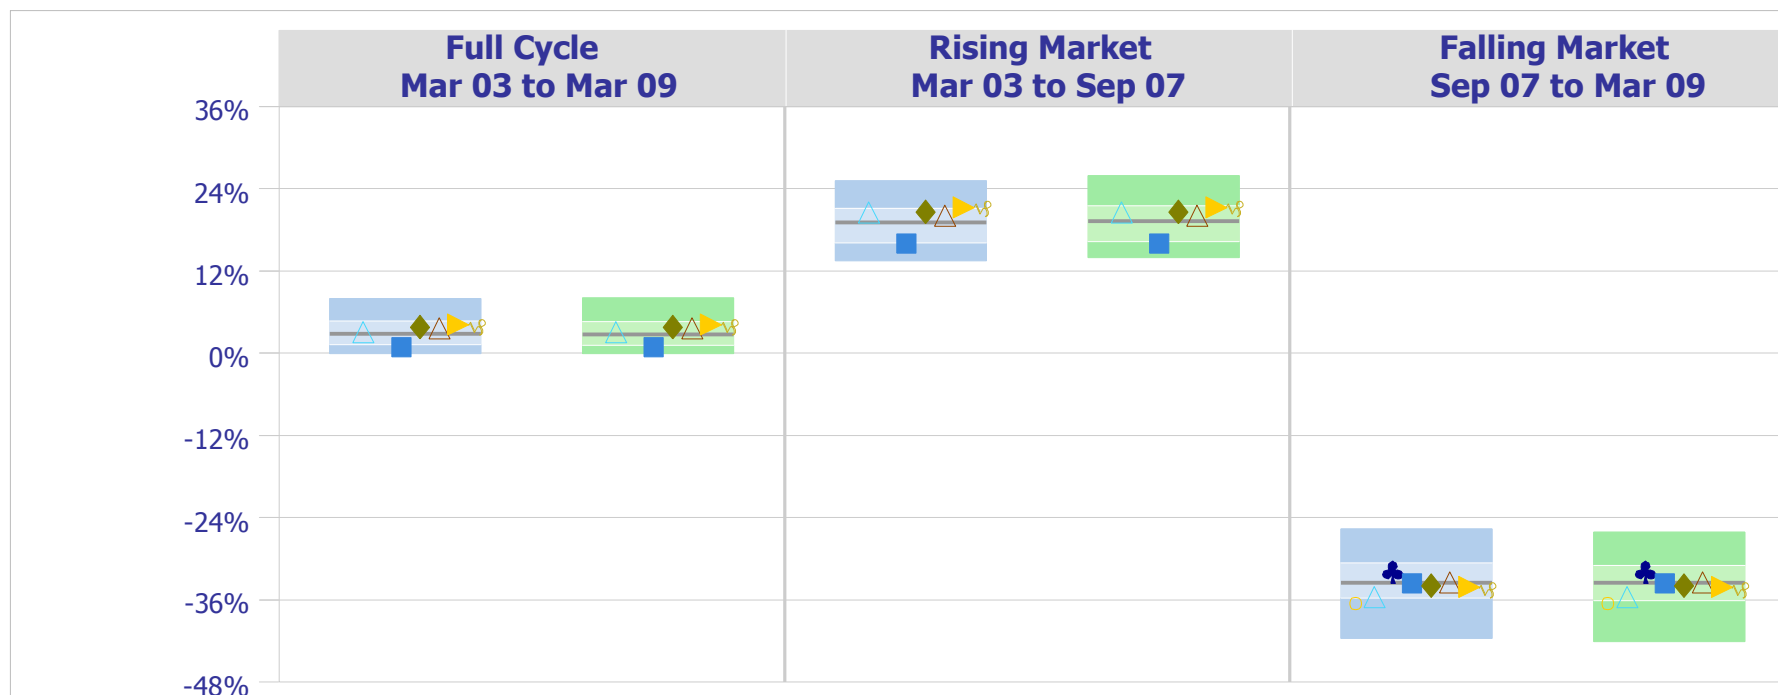 Full Cycle
Mar 03 to Mar 09
Rising Market
Mar 03 to Sep 07
Falling Market
Sep 07 to Mar 09
36%
24%
12%
0%
-12%
-24%
-36%
-48%